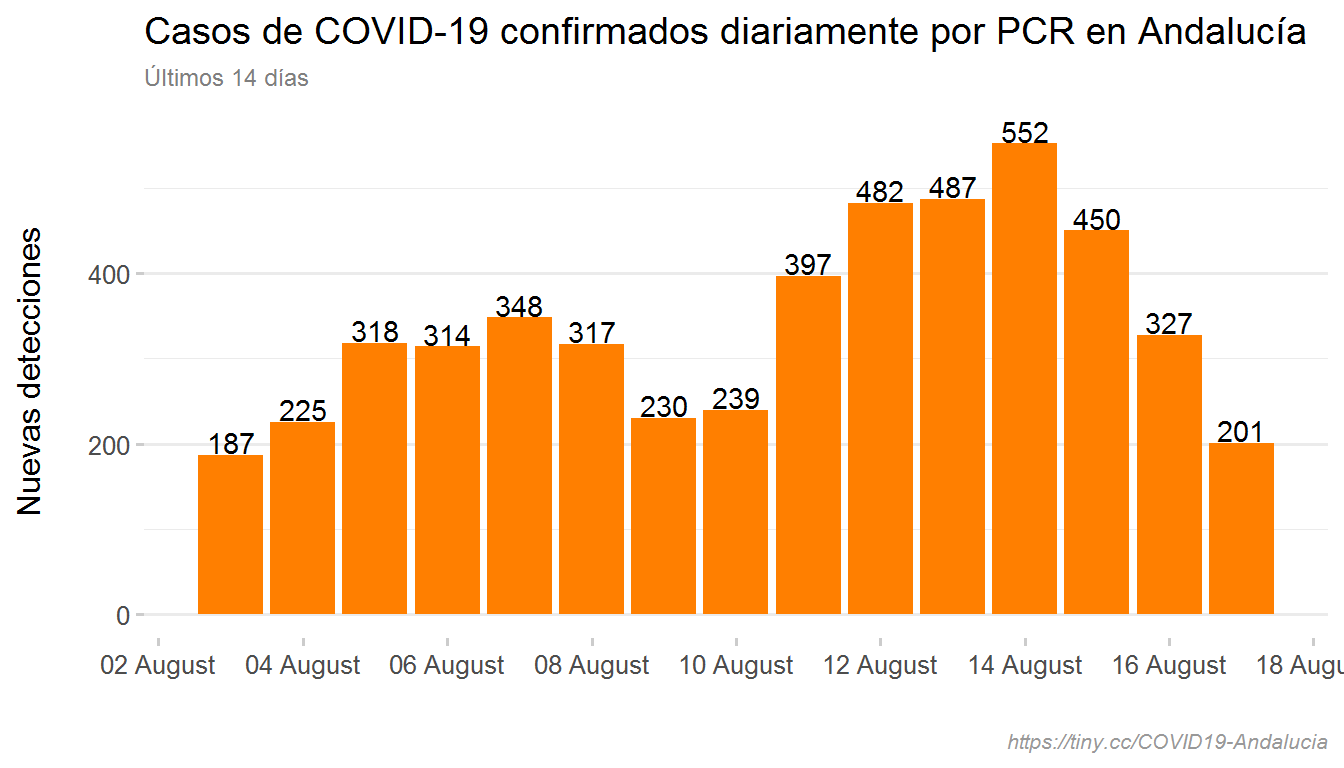 Casos de COVID-19 confirmados diariamente por PCR en Andalucía
Últimos 14 días
Nuevas detecciones
552
482 487
450
397
348
318 314 317 327
225 230 239
187 201
400
200
0
02 August 04 August 06 August 08 August 10 August 12 August 14 August 16 August 18 Augu
https://tiny.cc/COVID19-Andalucia